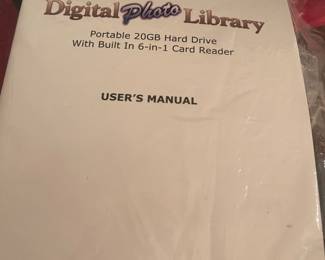 Digital Photo Library
Portable 20GB Hard Drive
With Built In 6-in-1 Card Reader
USER'S MANUAL